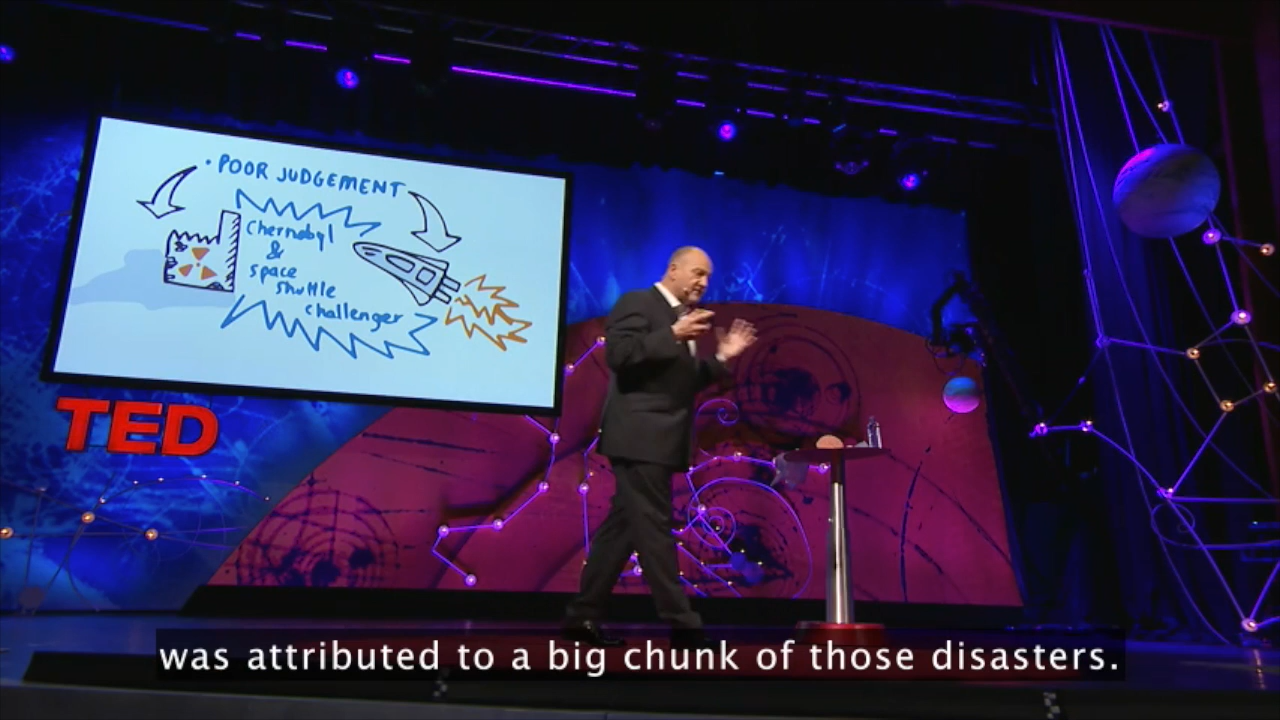 • POOR JUDGEMENT
Chernobyl
&
space
shuttle
challenger
TED
was attributed to a big chunk of those disasters.